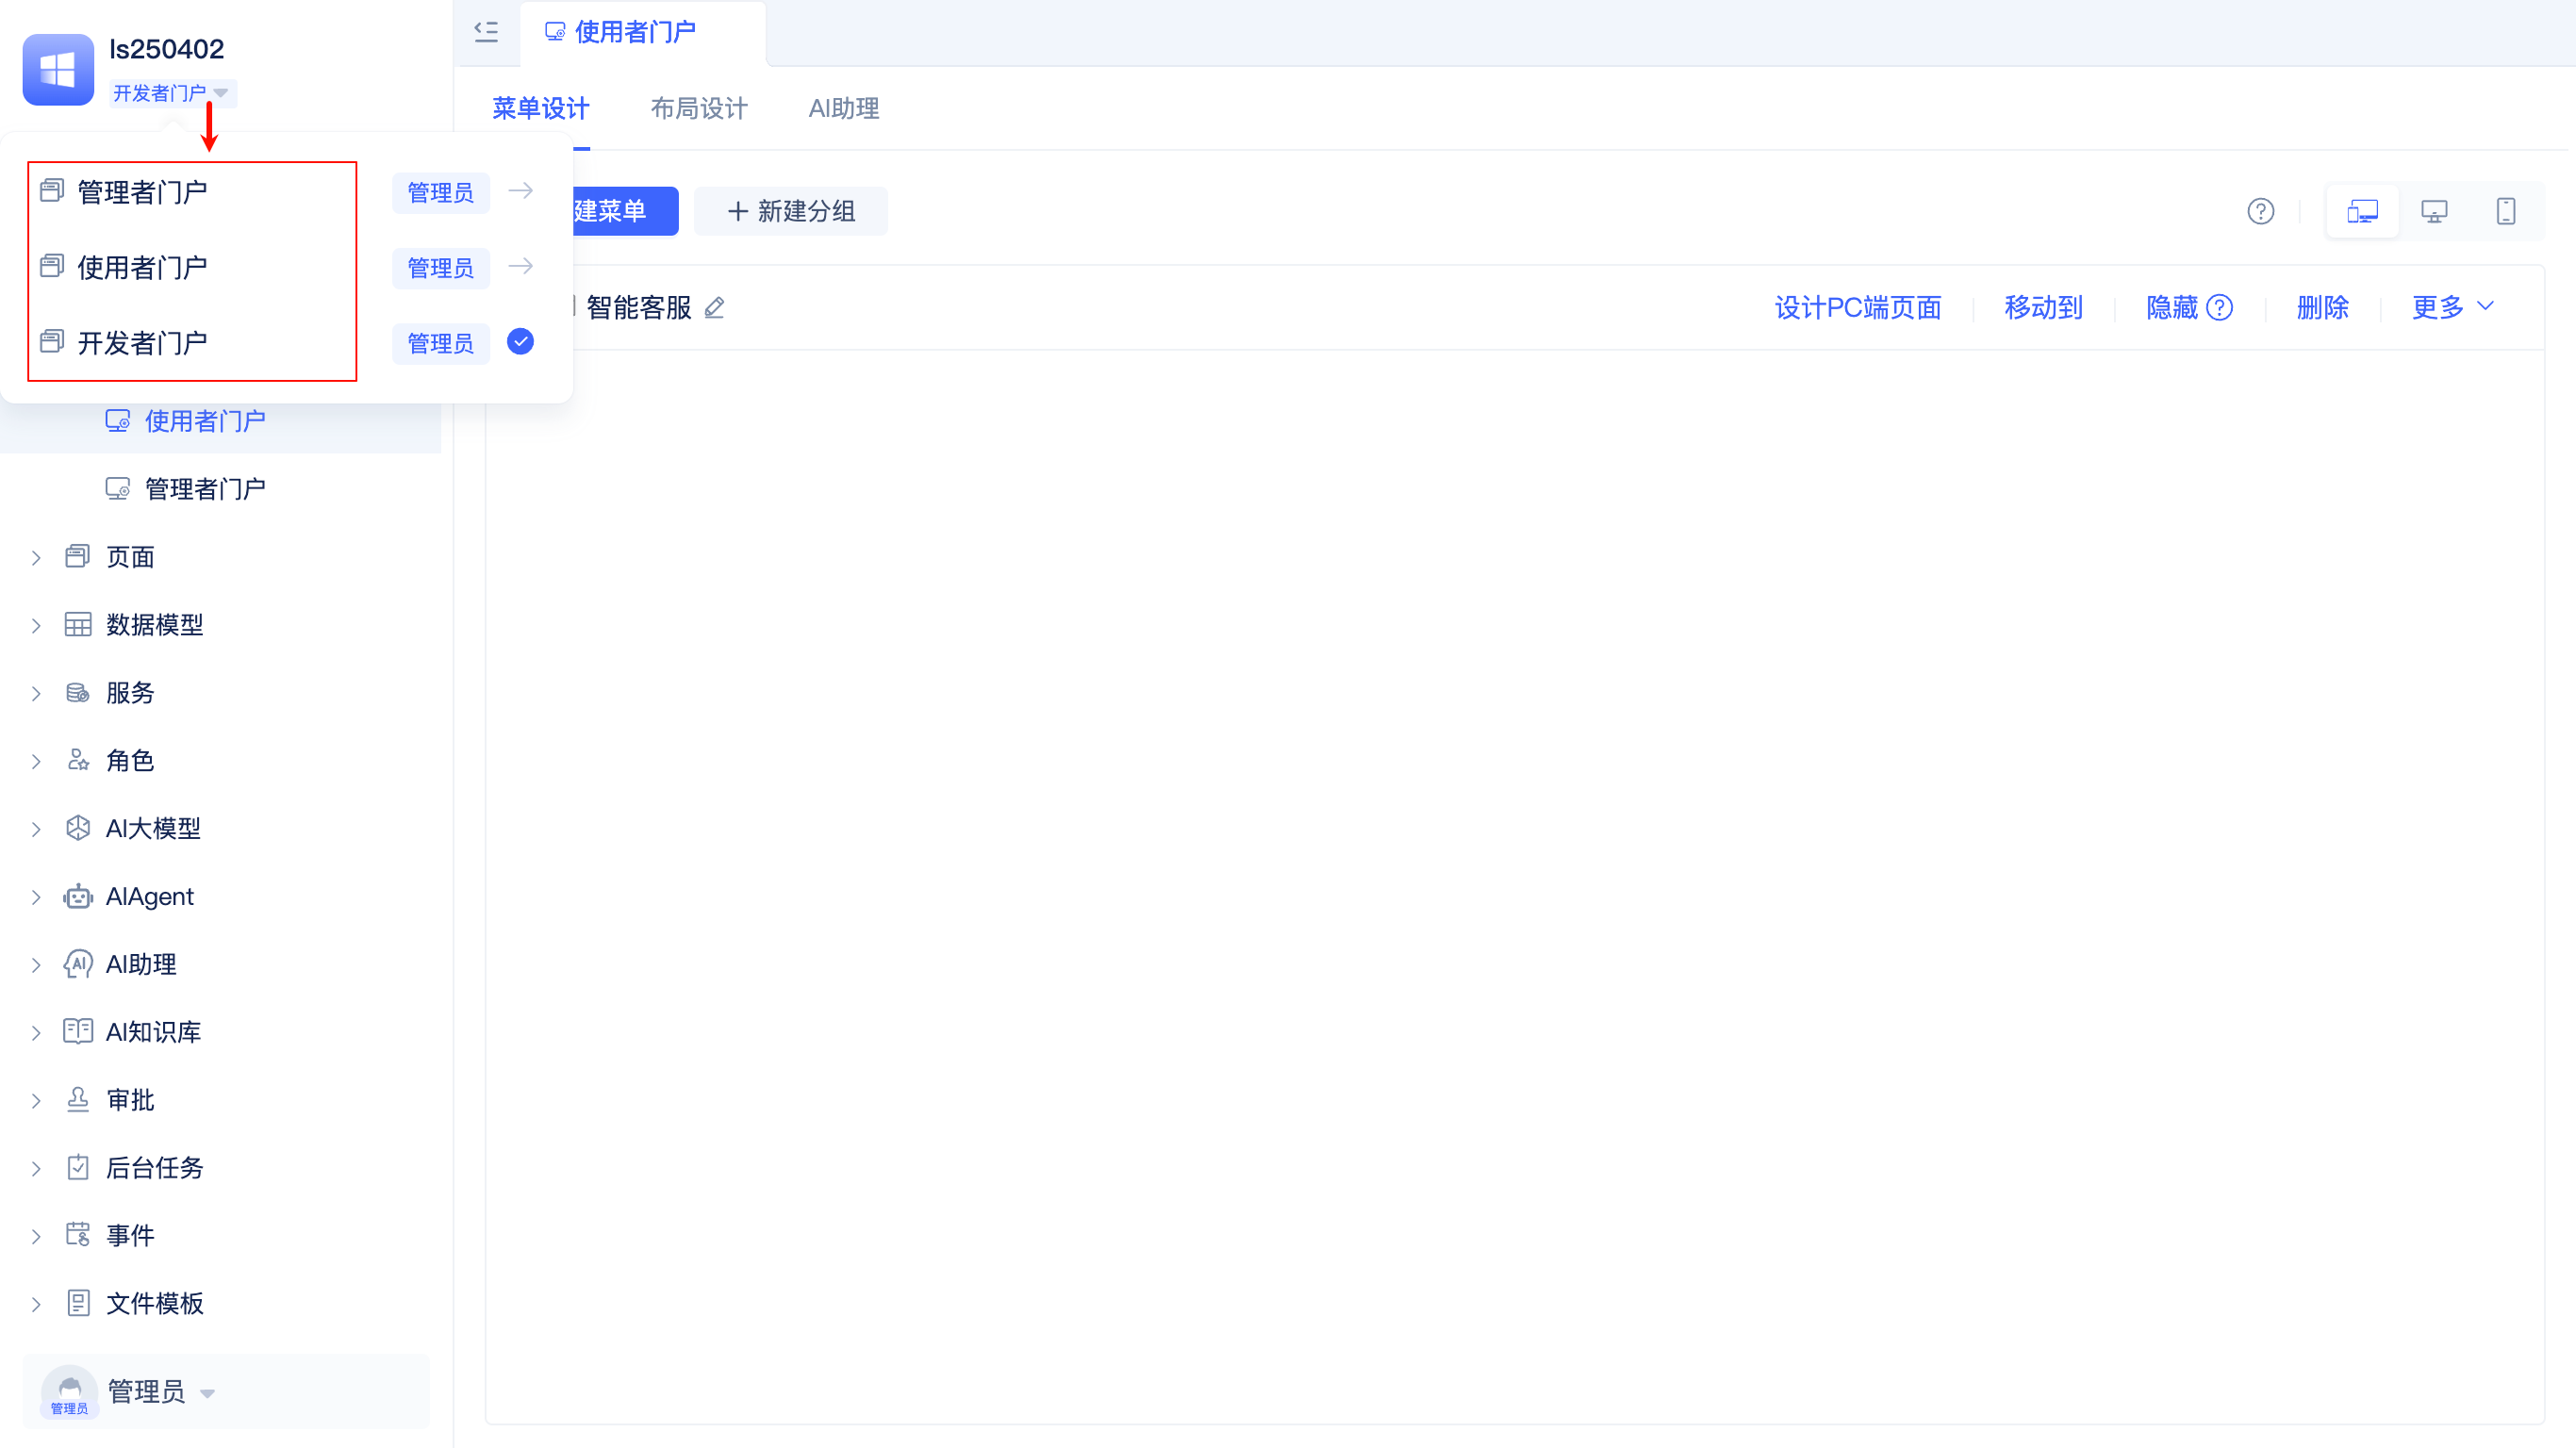 ls250402
开发者门户
使用者门户
菜单设计
布局设计
AI助理
管理者门户
管理员
使用者门户
管理员
开发者门户
管理员
建菜单
新建分组
智能客服
设计PC端页面
移动到
隐藏
删除
更多
使用者门户
管理者门户
页面
数据模型
服务
角色
AI大模型
AIAgent
AI助理
AI知识库
审批
后台任务
事件
文件模板
管理员
管理员